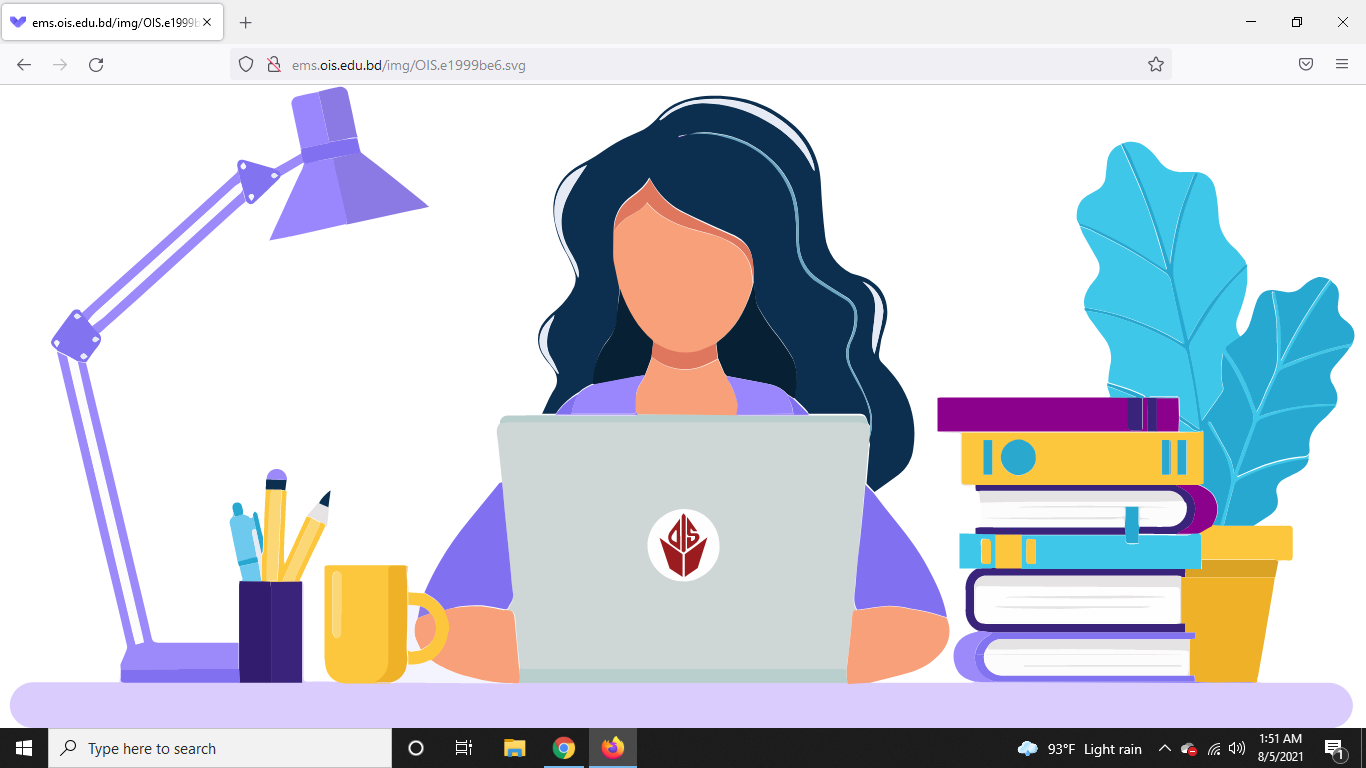 ems.ois.edu.bd/img/OIS.e1999b
ems.ois.edu.bd/img/OIS.e1999be6.svg
OIS
Type here to search
93°F Light rain
1:51 AM
8/5/2021
1